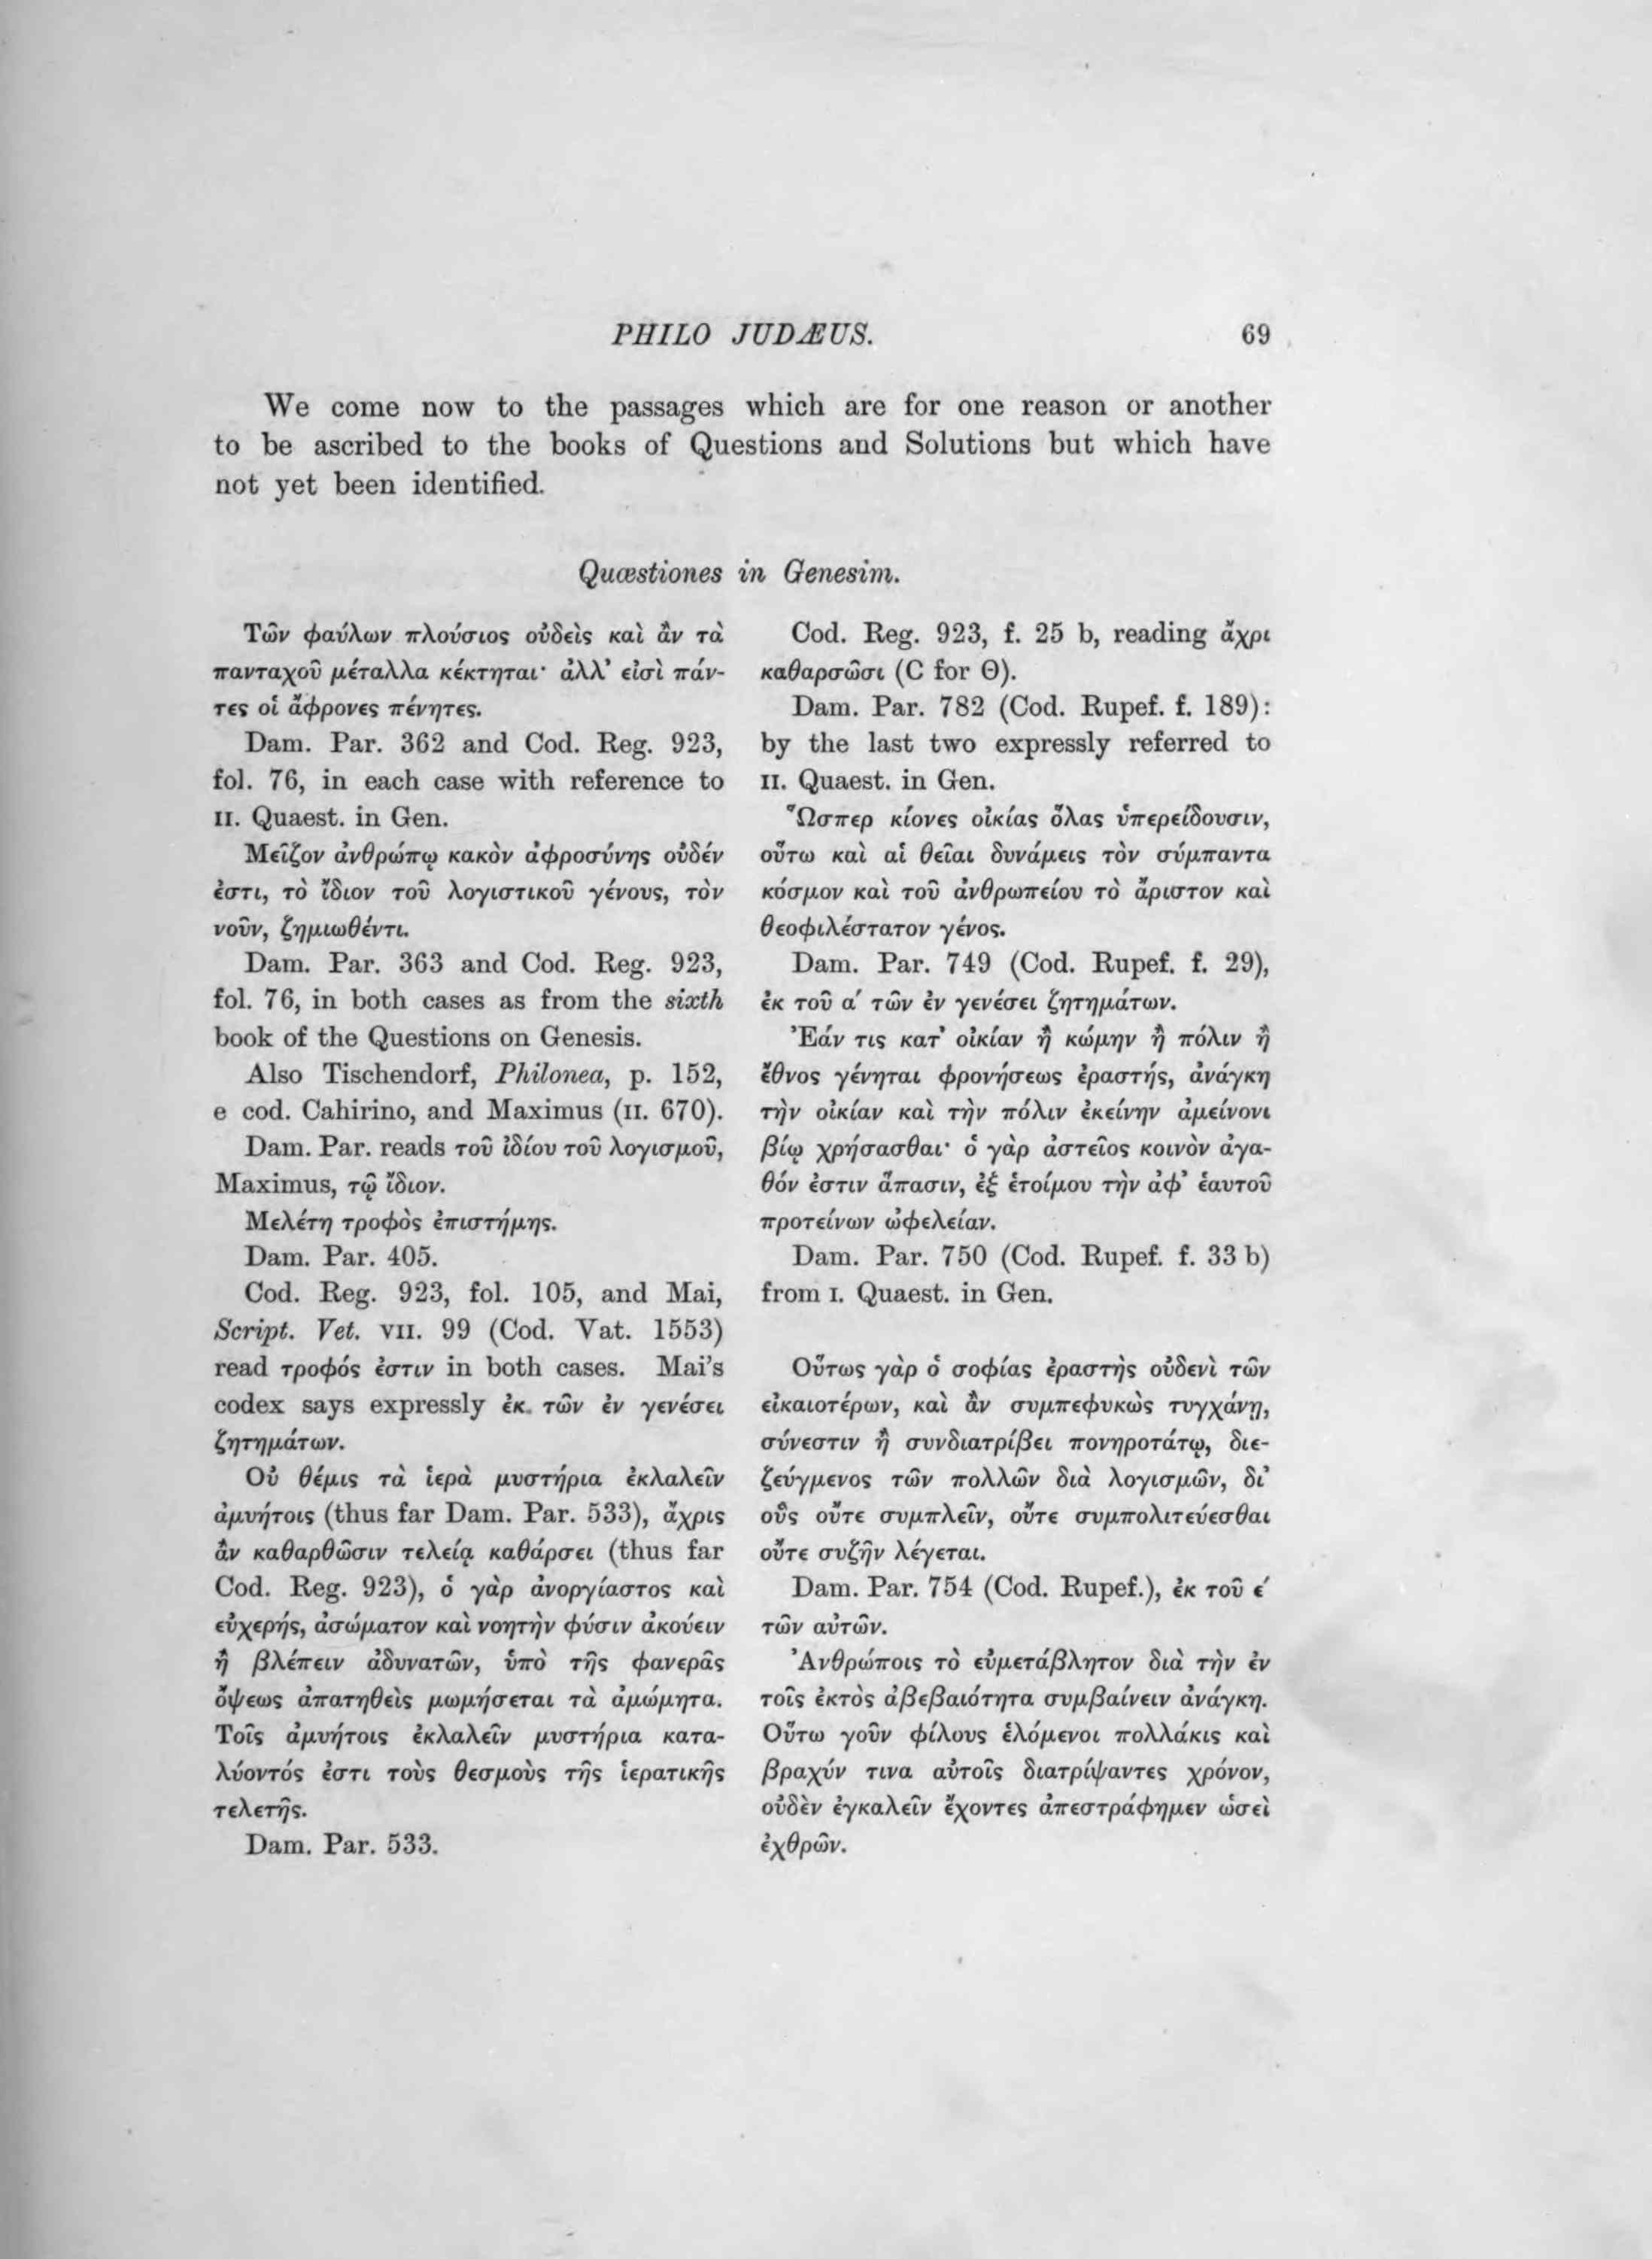 PHILO JUDÆUS. 69
We come now to the passages which are for one reason or another
to be ascribed to the books of Questions and Solutions but which have
not yet been identified.
Quæstiones in Genesim.
Τῶν φαύλων πλούσιος οὐδεὶς καὶ ἂν τὰ
πανταχοῦ μέταλλα κέκτηται· ἀλλ’ εἰσὶ πάν-
τες οἱ ἄφρονες πένητες.
Dam. Par. 362 and Cod. Reg. 923,
fol. 76, in each case with reference to
II. Quaest. in Gen.
Μεῖζον ἀνθρώπῳ κακὸν ἀφροσύνης οὐδέν
ἐστι, τὸ ἴδιον τοῦ λογιστικοῦ γένους, τὸν
νοῦν, ζημιωθέντι.
Dam. Par. 363 and Cod. Reg. 923,
fol. 76, in both cases as from the sixth
book of the Questions on Genesis.
Also Tischendorf, Philonea, p. 152,
e cod. Cahirino, and Maximus (II. 670).
Dam. Par. reads τοῦ ἰδίου τοῦ λογισμοῦ,
Maximus, τῷ ἴδιον.
Μελέτη τροφὸς ἐπιστήμης.
Dam. Par. 405.
Cod. Reg. 923, fol. 105, and Mai,
Script. Vet. VII. 99 (Cod. Vat. 1553)
read τροφός ἐστιν in both cases. Mai’s
codex says expressly ἐκ τῶν ἐν γενέσει
ζητημάτων.
Οὐ θέμις τὰ ἱερὰ μυστήρια ἐκλαλεῖν
ἀμυήτοις (thus far Dam. Par. 533), ἄχρις
ἂν καθαρθῶσιν τελείᾳ καθάρσει (thus far
Cod. Reg. 923), ὁ γὰρ ἀνοργίαστος καὶ
εὐχερής, ἀσώματον καὶ νοητὴν φύσιν ἀκούειν
ἢ βλέπειν ἀδυνατῶν, ὑπὸ τῆς φανερᾶς
ὄψεως ἀπατηθεὶς μωμήσεται τὰ ἀμώμητα.
Τοῖς ἀμυήτοις ἐκλαλεῖν μυστήρια κατα-
λύοντός ἐστι τοὺς θεσμοὺς τῆς ἱερατικῆς
τελετῆς.
Dam. Par. 533.
Cod. Reg. 923, f. 25 b, reading ἄχρι
καθαρσῶσι (C for Θ).
Dam. Par. 782 (Cod. Rupef. f. 189):
by the last two expressly referred to
II. Quaest. in Gen.
Ὥσπερ κίονες οἰκίας ὅλας ὑπερείδουσιν,
οὕτω καὶ αἱ θεῖαι δυνάμεις τὸν σύμπαντα
κόσμον καὶ τοῦ ἀνθρωπείου τὸ ἄριστον καὶ
θεοφιλέστατον γένος.
Dam. Par. 749 (Cod. Rupef. f. 29),
ἐκ τοῦ α′ τῶν ἐν γενέσει ζητημάτων.
Ἐάν τις κατ’ οἰκίαν ἢ κώμην ἢ πόλιν ἢ
ἔθνος γένηται φρονήσεως ἐραστής, ἀνάγκη
τὴν οἰκίαν καὶ τὴν πόλιν ἐκείνην ἀμείνονι
βίῳ χρήσασθαι· ὁ γὰρ ἀστεῖος κοινὸν ἀγα-
θόν ἐστιν ἅπασιν, ἐξ ἑτοίμου τὴν ἀφ’ ἑαυτοῦ
προτείνων ὠφελείαν.
Dam. Par. 750 (Cod. Rupef. f. 33 b)
from I. Quaest. in Gen.
Οὕτως γὰρ ὁ σοφίας ἐραστὴς οὐδενὶ τῶν
εἰκαιοτέρων, καὶ ἂν συμπεφυκὼς τυγχάνῃ,
σύνεστιν ἢ συνδιατρίβει πονηροτάτῳ, διε-
ζεύγμενος τῶν πολλῶν διὰ λογισμῶν, δι’
οὓς οὔτε συμπλεῖν, οὔτε συμπολιτεύεσθαι
οὔτε συζῆν λέγεται.
Dam. Par. 754 (Cod. Rupef.), ἐκ τοῦ ε′
τῶν αὐτῶν.
Ἀνθρώποις τὸ εὐμετάβλητον διὰ τὴν ἐν
τοῖς ἐκτὸς ἀβεβαιότητα συμβαίνειν ἀνάγκη.
Οὕτω γοῦν φίλους ἑλόμενοι πολλάκις καὶ
βραχύν τινα αὐτοῖς διατρίψαντες χρόνον,
οὐδὲν ἐγκαλεῖν ἔχοντες ἀπεστράφημεν ὡσεὶ
ἐχθρῶν.